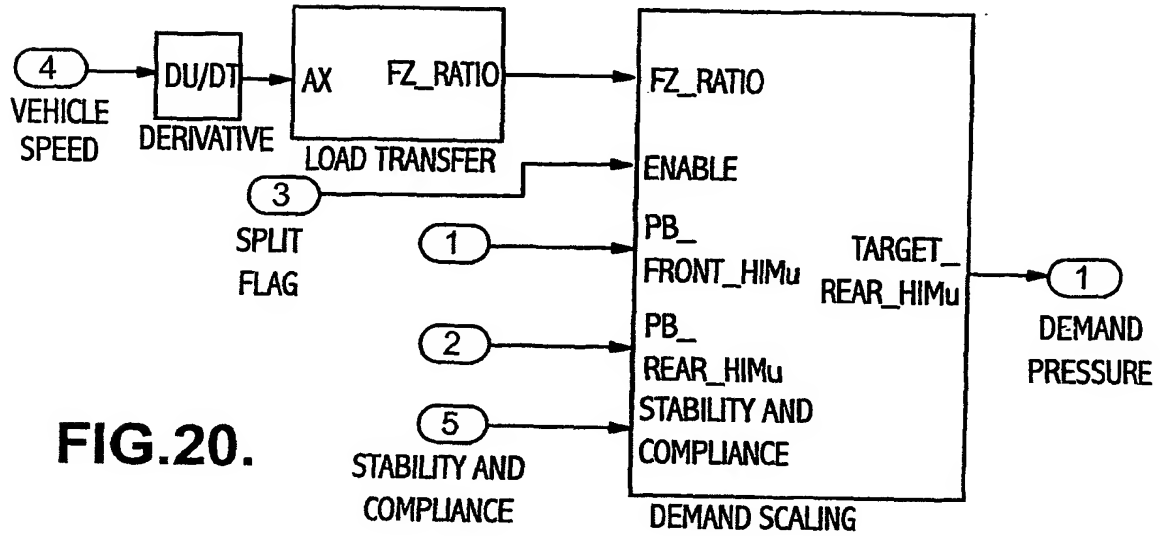 4
VEHICLE
SPEED
DU/DT
DERIVATIVE
AX
FZ_RATIO
LOAD TRANSFER
3
SPLIT
FLAG
1
2
5
STABILITY AND
COMPLIANCE
FZ_RATIO
ENABLE
PB_
FRONT_HIMu
PB_
REAR_HIMu
STABILITY AND
COMPLIANCE
TARGET_
REAR_HIMu
DEMAND SCALING
1
DEMAND
PRESSURE
FIG.20.